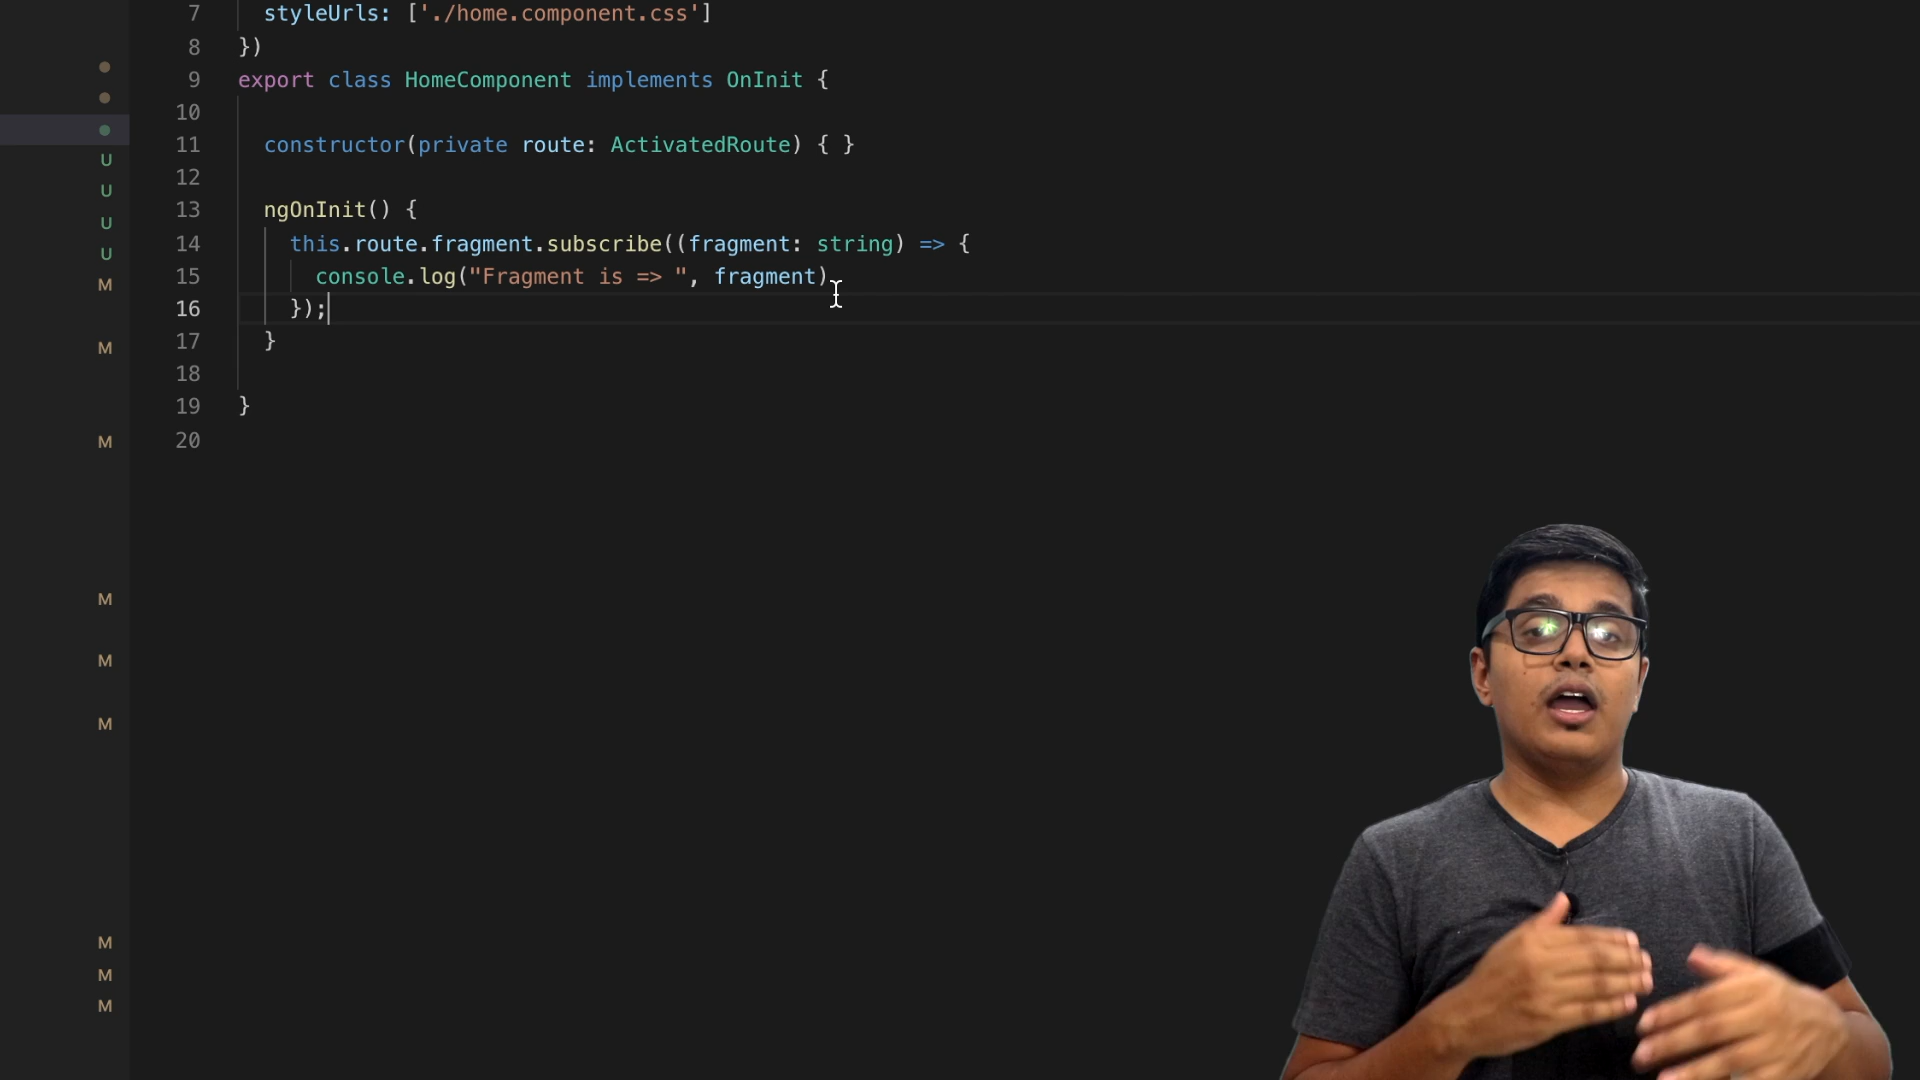 7 styleUrls: ['./home.component.css']
8 })
9 export class HomeComponent implements OnInit {
10
11 constructor(private route: ActivatedRoute) { }
12
U
13 ngOnInit() {
U
14 this.route.fragment.subscribe((fragment: string) => {
U
15 console.log("Fragment is => ", fragment)
U
M
16 });
17 }
M
18
19 }
20
M
M
M
M
M
M
M